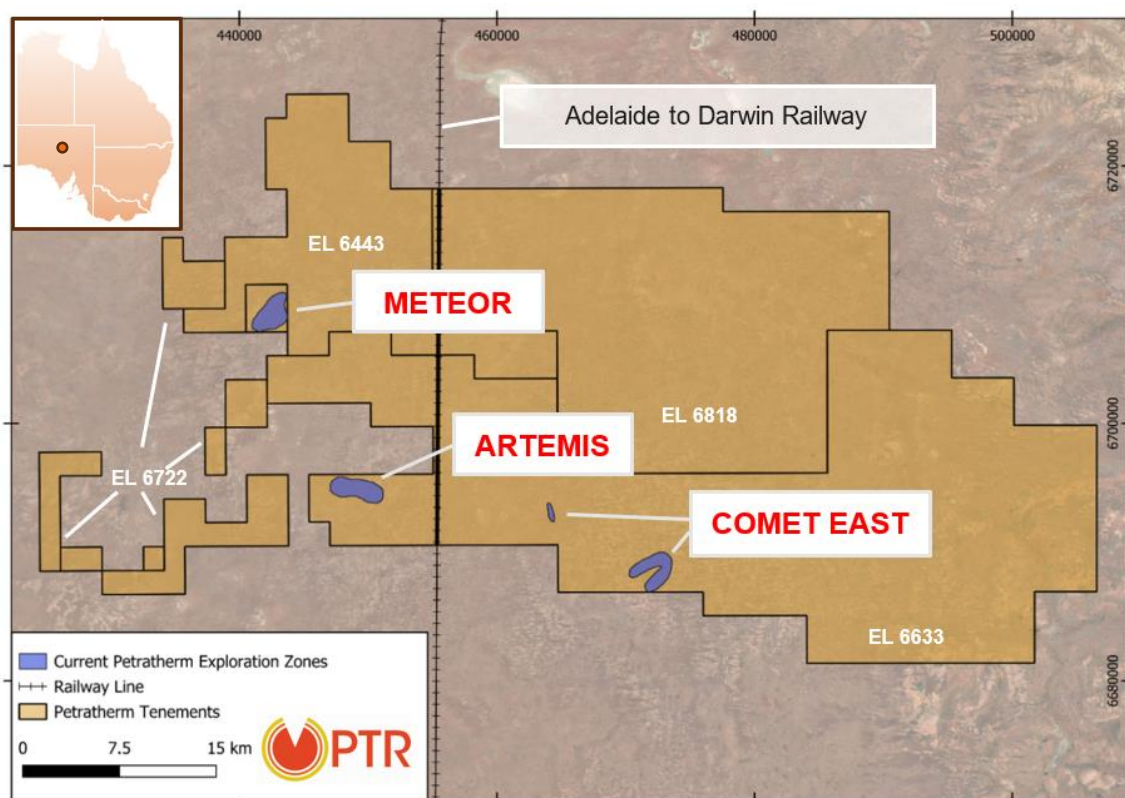 440000
460000
480000
500000
Adelaide to Darwin Railway
6720000
EL 6443
METEOR
EL 6818
6700000
ARTEMIS
EL 6722
COMET EAST
EL 6633
6680000
Current Petratherm Exploration Zones
Railway Line
Petratherm Tenements
0 7.5 15 km
PTR